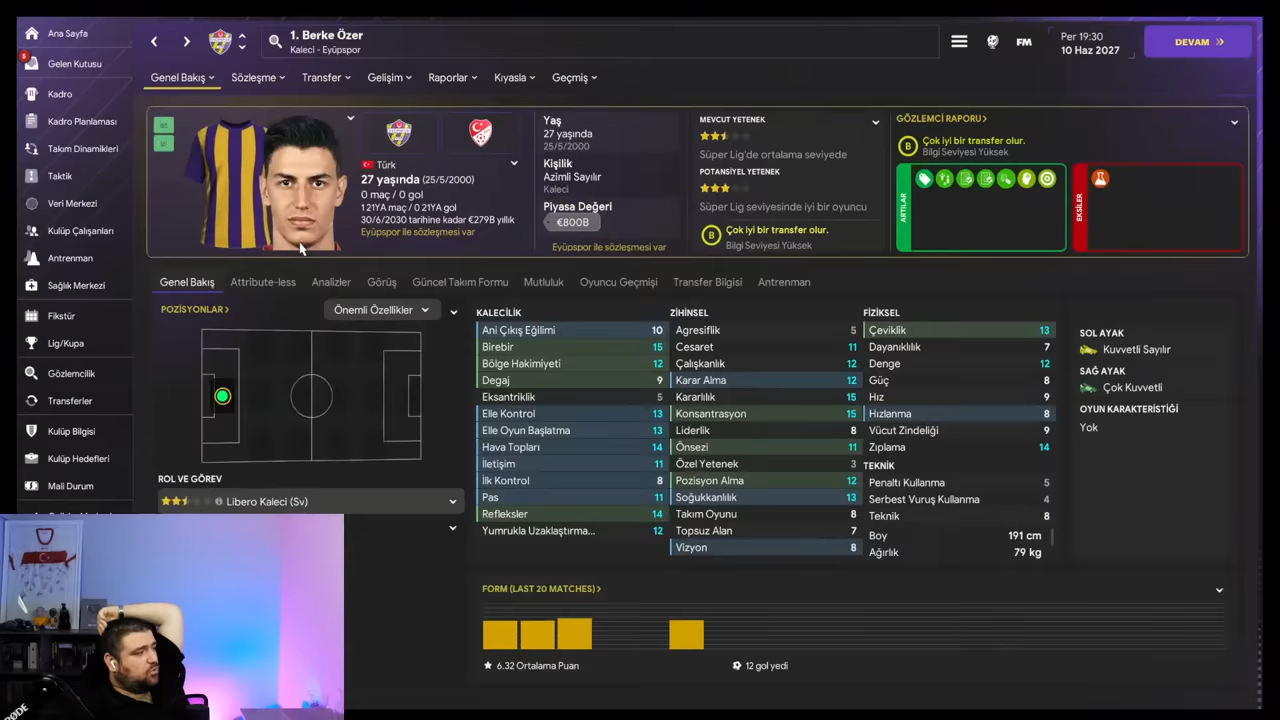 Ana Sayfa
Gelen Kutusu
Kadro
Kadro Planlaması
Takım Dinamikleri
Taktik
Veri Merkezi
Kulüp Çalışanları
Antrenman
Sağlık Merkezi
Fikstür
Lig/Kupa
Gözlemcilik
Transferler
Kulüp Bilgisi
Kulüp Hedefleri
Mali Durum
1. Berke Özer
Kaleci - Eyüpspor
FM
Per 19:30
10 Haz 2027
DEVAM
Genel Bakış
Sözleşme
Transfer
Gelişim
Raporlar
Kıyasla
Geçmiş
Türk
27 yaşında (25/5/2000)
0 maç / 0 gol
121YA maçı / 0 21YA gol
30/6/2030 tarihine kadar €279B yıllık
Eyüpspor ile sözleşmesi var
Yaş
27 yaşında
25/5/2000
Kişilik
Azimli Sayılır
Kaleci
Piyasa Değeri
€800B
Eyüpspor ile sözleşmesi var
MEVCUT YETENEK
Süper Lig'de ortalama seviyede
POTANSİYEL YETENEK
Süper Lig seviyesinde iyi bir oyuncu
B
Çok iyi bir transfer olur.
Bilgi Seviyesi Yüksek
GÖZLEMCİ RAPORU
B
Çok iyi bir transfer olur.
Bilgi Seviyesi Yüksek
ARTILAR
EKSİLER
Genel Bakış
Attribute-less
Analizler
Görüş
Güncel Takım Formu
Mutluluk
Oyuncu Geçmişi
Transfer Bilgisi
Antrenman
POZİSYONLAR
Önemli Özellikler
ROL VE GÖREV
Libero Kaleci (Sv)
KALECİLİK
Ani Çıkış Eğilimi 10
Birebir 15
Bölge Hakimiyeti 12
Degaj 9
Eksantriklik 5
Elle Kontrol 13
Elle Oyun Başlatma 13
Hava Topları 14
İletişim 11
İlk Kontrol 8
Pas 11
Refleksler 14
Yumrukla Uzaklaştırma... 12
ZİHİNSEL
Agresiflik 5
Cesaret 11
Çalışkanlık 12
Karar Alma 12
Kararlılık 15
Konsantrasyon 15
Liderlik 8
Önsezi 11
Özel Yetenek 3
Pozisyon Alma 12
Soğukkanlılık 13
Takım Oyunu 8
Topsuz Alan 7
Vizyon 8
FİZİKSEL
Çeviklik 13
Dayanıklılık 7
Denge 12
Güç 8
Hız 9
Hızlanma 8
Vücut Zindeliği 9
Zıplama 14
TEKNİK
Penaltı Kullanma 5
Serbest Vuruş Kullanma 4
Teknik 8
Boy 191 cm
Ağırlık 79 kg
SOL AYAK
Kuvvetli Sayılır
SAĞ AYAK
Çok Kuvvetli
OYUN KARAKTERİSTİĞİ
Yok
FORM (LAST 20 MATCHES)
6.32 Ortalama Puan
12 gol yedi